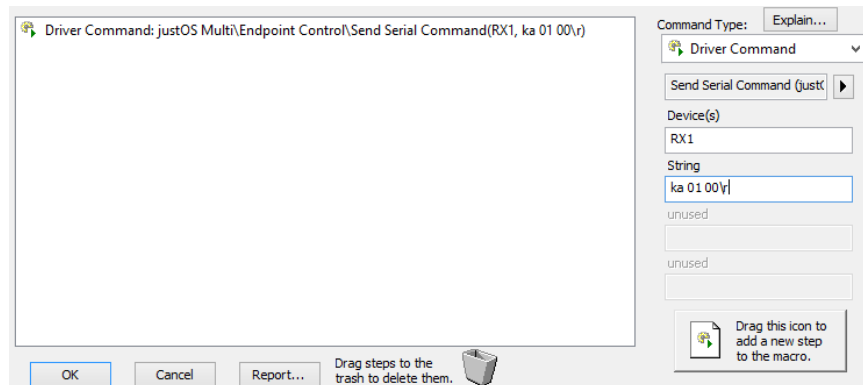 Driver Command: justOS Multi\Endpoint Control\Send Serial Command(RX1, ka 01 00\r)
Command Type:
Explain...
Driver Command
Send Serial Command (just(
Device(s)
RX1
String
ka 01 00\r
unused
unused
Drag this icon to
add a new step
to the macro.
OK
Cancel
Report...
Drag steps to the
trash to delete them.